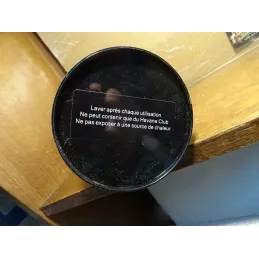 Laver après chaque utilisation
Ne peut contenir que du Havana Club
Ne pas exposer à une source de chaleur